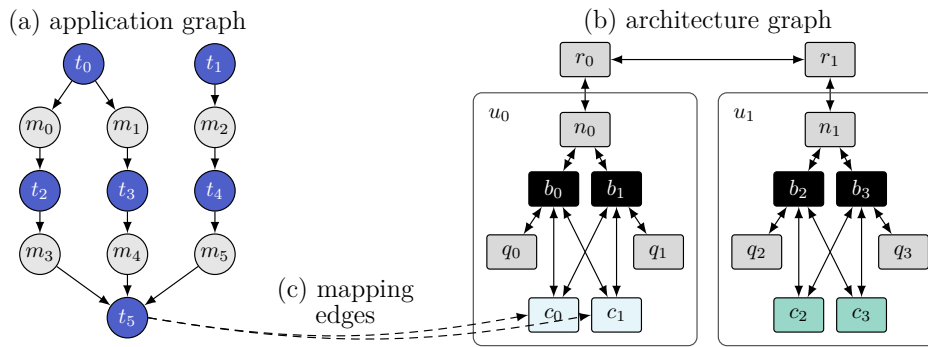 (a) application graph
(b) architecture graph
t0 t1
r0 r1
u0 u1
m0 m1 m2
n0 n1
t2 t3 t4
b0 b1 b2 b3
m3 m4 m5
q0 q1 q2 q3
(c) mapping
edges
t5
c0 c1 c2 c3